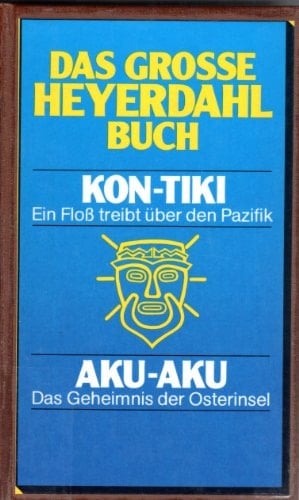 DAS GROSSE
HEYERDAHL
BUCH
KON-TIKI
Ein Floß treibt über den Pazifik
AKU-AKU
Das Geheimnis der Osterinsel